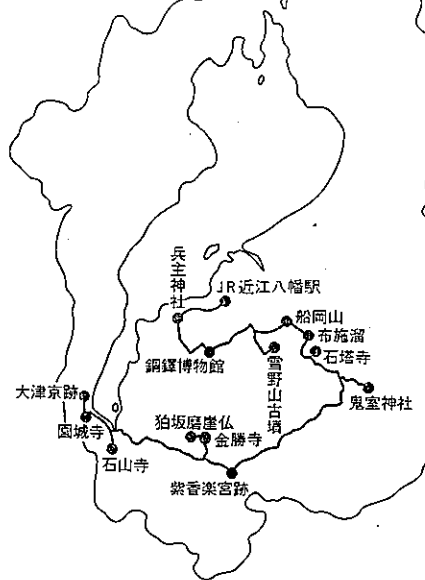 兵主神社
JR近江八幡駅
船岡山
布施溜
石塔寺
銅鐸博物館
雪野山古墳
鬼室神社
大津京跡
園城寺
石山寺
狛坂磨崖仏
金勝寺
紫香楽宮跡